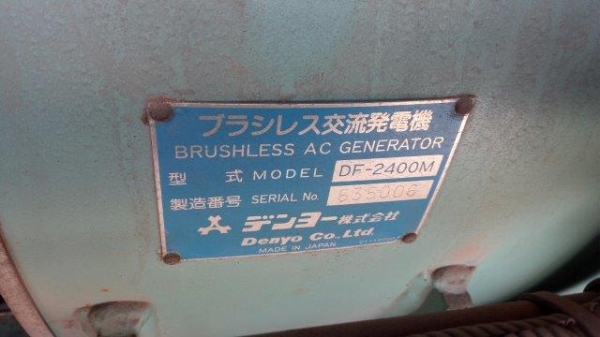 ブラシレス交流発電機
BRUSHLESS AC GENERATOR
型 式 MODEL DF-2400M
製造番号 SERIAL No. 635006
デンヨー株式会社
Denyo Co.,Ltd.
MADE IN JAPAN